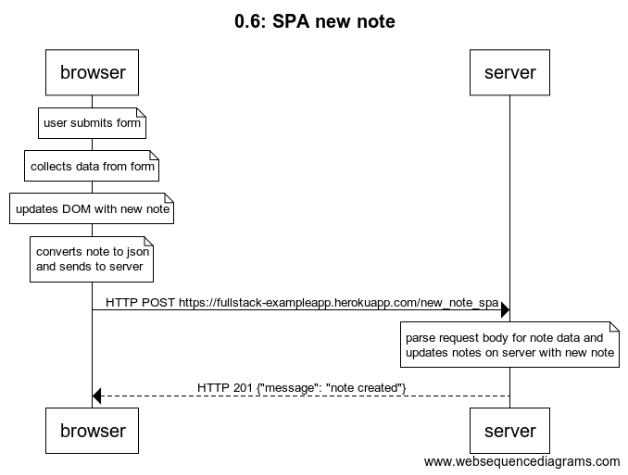 0.6: SPA new note
browser
server
user submits form
collects data from form
updates DOM with new note
converts note to json
and sends to server
HTTP POST https://fullstack-exampleapp.herokuapp.com/new_note_spa
parse request body for note data and
updates notes on server with new note
HTTP 201 {"message": "note created"}
browser
server
www.websequencediagrams.com